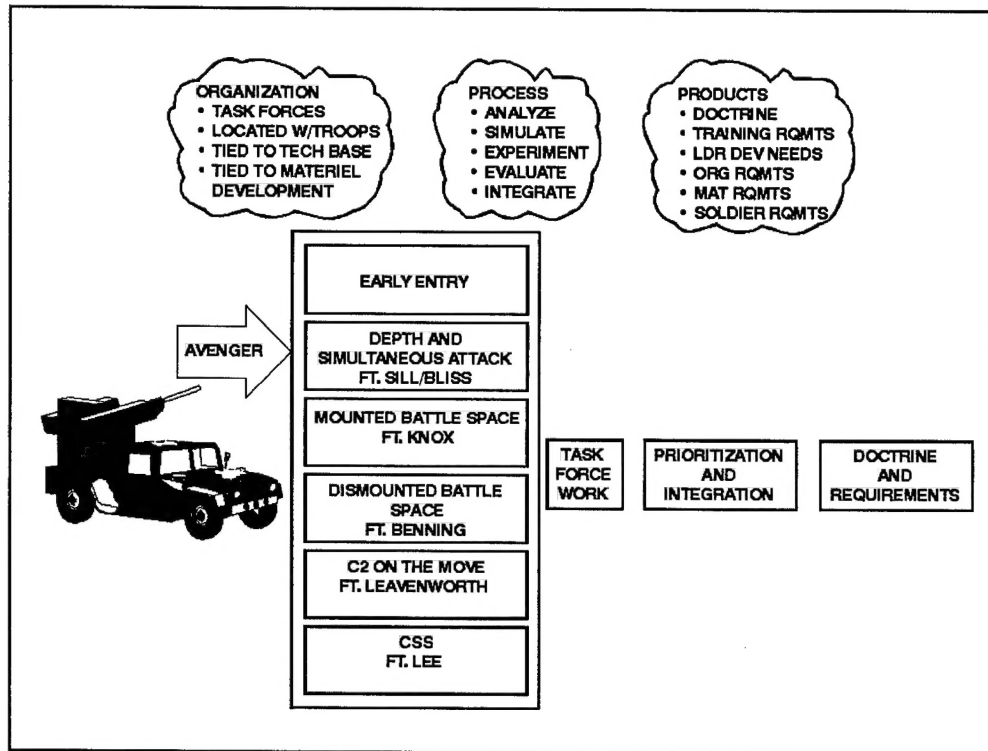 ORGANIZATION
• TASK FORCES
• LOCATED W/TROOPS
• TIED TO TECH BASE
• TIED TO MATERIEL
DEVELOPMENT
PROCESS
• ANALYZE
• SIMULATE
• EXPERIMENT
• EVALUATE
• INTEGRATE
PRODUCTS
• DOCTRINE
• TRAINING RQMTS
• LDR DEV NEEDS
• ORG RQMTS
• MAT RQMTS
• SOLDIER RQMTS
AVENGER
EARLY ENTRY
DEPTH AND
SIMULTANEOUS ATTACK
FT. SILL/BLISS
MOUNTED BATTLE SPACE
FT. KNOX
DISMOUNTED BATTLE
SPACE
FT. BENNING
C2 ON THE MOVE
FT. LEAVENWORTH
CSS
FT. LEE
TASK
FORCE
WORK
PRIORITIZATION
AND
INTEGRATION
DOCTRINE
AND
REQUIREMENTS